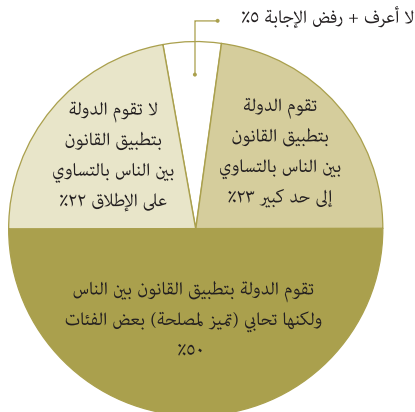 لا أعرف + رفض الإجابة ٥٪
تقوم الدولة
بتطبيق القانون
بين الناس بالتساوي
إلى حد كبير ٢٣٪
لا تقوم الدولة
بتطبيق القانون
بين الناس بالتساوي
على الإطلاق ٢٢٪
تقوم الدولة بتطبيق القانون بين الناس
ولكنها تحابي (تميز لمصلحة) بعض الفئات
٥٠٪